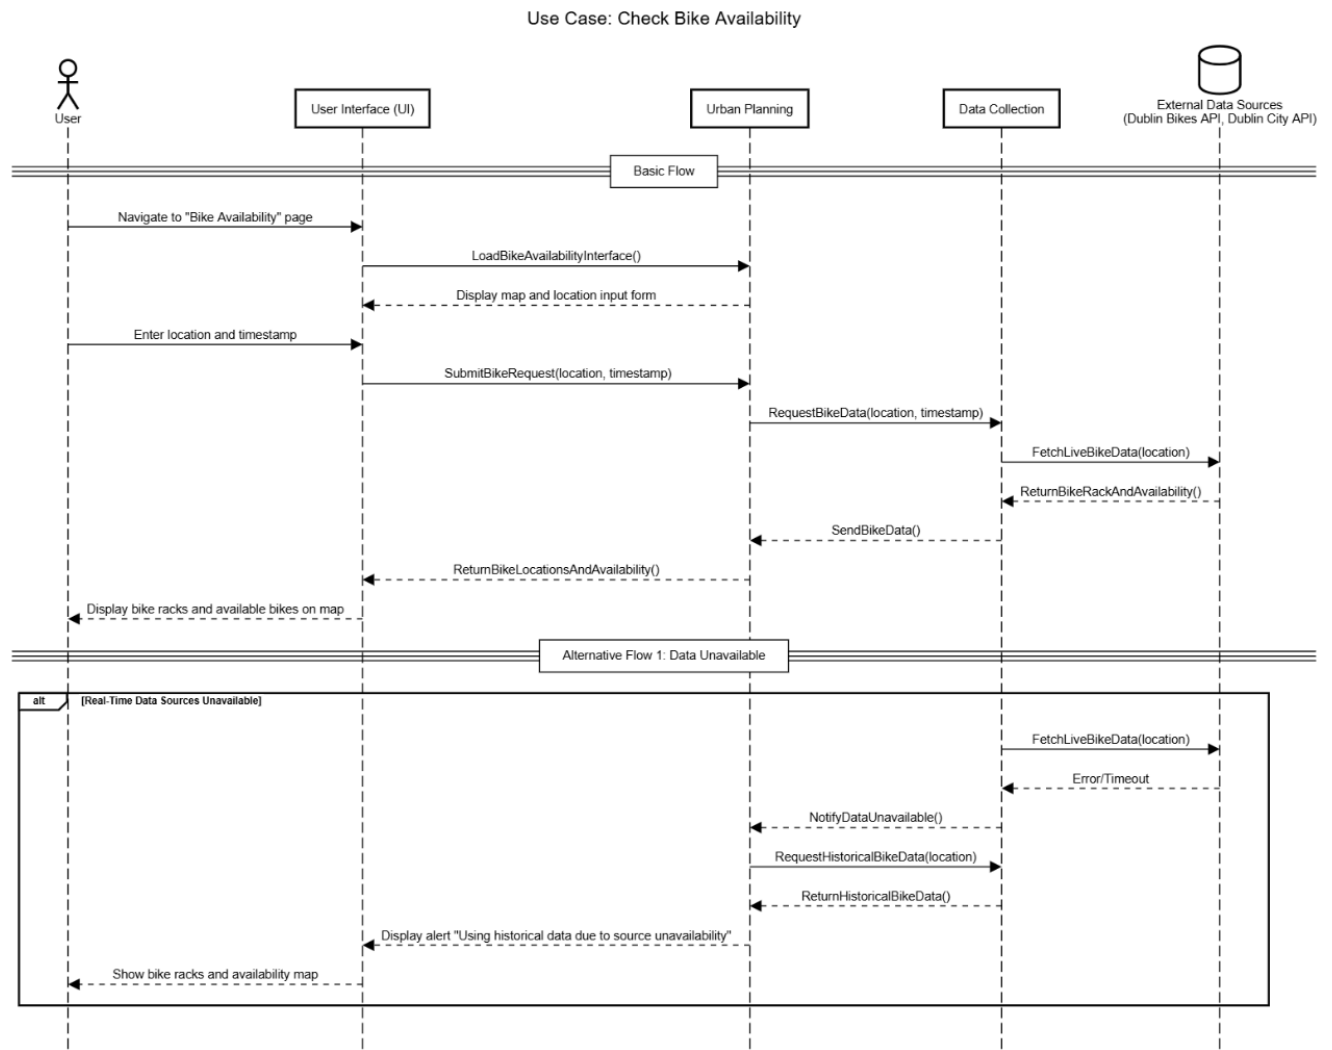 Use Case: Check Bike Availability
User
User Interface (UI)
Urban Planning
Data Collection
External Data Sources
(Dublin Bikes API, Dublin City API)
Basic Flow
Navigate to "Bike Availability" page
LoadBikeAvailabilityInterface()
Display map and location input form
Enter location and timestamp
SubmitBikeRequest(location, timestamp)
RequestBikeData(location, timestamp)
FetchLiveBikeData(location)
ReturnBikeRackAndAvailability()
SendBikeData()
ReturnBikeLocationsAndAvailability()
Display bike racks and available bikes on map
Alternative Flow 1: Data Unavailable
alt
[Real-Time Data Sources Unavailable]
FetchLiveBikeData(location)
Error/Timeout
NotifyDataUnavailable()
RequestHistoricalBikeData(location)
ReturnHistoricalBikeData()
Display alert "Using historical data due to source unavailability"
Show bike racks and availability map